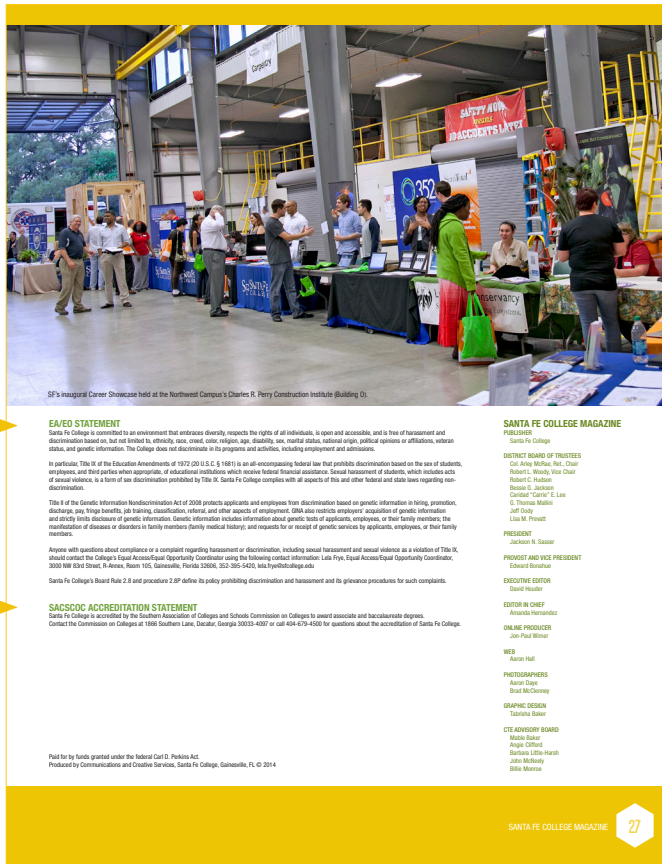 Carpentry
SAFETY NOW
means
NO ACCIDENTS LATER
352
SANTA FE
COLLEGE
SANTA FE
COLLEGE
SF's inaugural Career Showcase held at the Northwest Campus's Charles R. Perry Construction Institute (Building O).
EA/EO STATEMENT
Santa Fe College is committed to an environment that embraces diversity, respects the rights of all individuals, is open and accessible, and is free of harassment and
discrimination based on, but not limited to, ethnicity, race, creed, color, religion, age, disability, sex, marital status, national origin, political opinions or affiliations, veteran
status, and genetic information. The College does not discriminate in its programs and activities, including employment and admissions.
In particular, Title IX of the Education Amendments of 1972 (20 U.S.C. § 1681) is an all-encompassing federal law that prohibits discrimination based on the sex of students,
employees, and third parties when appropriate, of educational institutions which receive federal financial assistance. Sexual harassment of students, which includes acts
of sexual violence, is a form of sex discrimination prohibited by Title IX. Santa Fe College complies with all aspects of this and other federal and state laws regarding non-
discrimination.
Title II of the Genetic Information Nondiscrimination Act of 2008 protects applicants and employees from discrimination based on genetic information in hiring, promotion,
discharge, pay, fringe benefits, job training, classification, referral, and other aspects of employment. GINA also restricts employers' acquisition of genetic information
and strictly limits disclosure of genetic information. Genetic information includes information about genetic tests of applicants, employees, or their family members; the
manifestation of diseases or disorders in family members (family medical history); and requests for or receipt of genetic services by applicants, employees, or their family
members.
Anyone with questions about compliance or a complaint regarding harassment or discrimination, including sexual harassment and sexual violence as a violation of Title IX,
should contact the College's Equal Access/Equal Opportunity Coordinator using the following contact information: Lela Frye, Equal Access/Equal Opportunity Coordinator,
3000 NW 83rd Street, R-Annex, Room 105, Gainesville, Florida 32606, 352-395-5420, lela.frye@sfcollege.edu
Santa Fe College's Board Rule 2.8 and procedure 2.8P define its policy prohibiting discrimination and harassment and its grievance procedures for such complaints.
SACSCOC ACCREDITATION STATEMENT
Santa Fe College is accredited by the Southern Association of Colleges and Schools Commission on Colleges to award associate and baccalaureate degrees.
Contact the Commission on Colleges at 1866 Southern Lane, Decatur, Georgia 30033-4097 or call 404-679-4500 for questions about the accreditation of Santa Fe College.
Paid for by funds granted under the federal Carl D. Perkins Act.
Produced by Communications and Creative Services, Santa Fe College, Gainesville, FL © 2014
SANTA FE COLLEGE MAGAZINE
PUBLISHER
Santa Fe College
DISTRICT BOARD OF TRUSTEES
Col. Arley McRae, Ret., Chair
Robert L. Woody, Vice Chair
Robert C. Hudson
Bessie G. Jackson
Caridad "Carrie" E. Lee
G. Thomas Mallini
Jeff Oody
Lisa M. Prevatt
PRESIDENT
Jackson N. Sasser
PROVOST AND VICE PRESIDENT
Edward Bonahue
EXECUTIVE EDITOR
David Houder
EDITOR IN CHIEF
Amanda Hernandez
ONLINE PRODUCER
Jon-Paul Wimer
WEB
Aaron Hall
PHOTOGRAPHERS
Aaron Daye
Brad McClenny
GRAPHIC DESIGN
Tabrisha Baker
CTE ADVISORY BOARD
Mable Baker
Angie Clifford
Barbara Little-Harsh
John McNeely
Billie Monroe
SANTA FE COLLEGE MAGAZINE 27